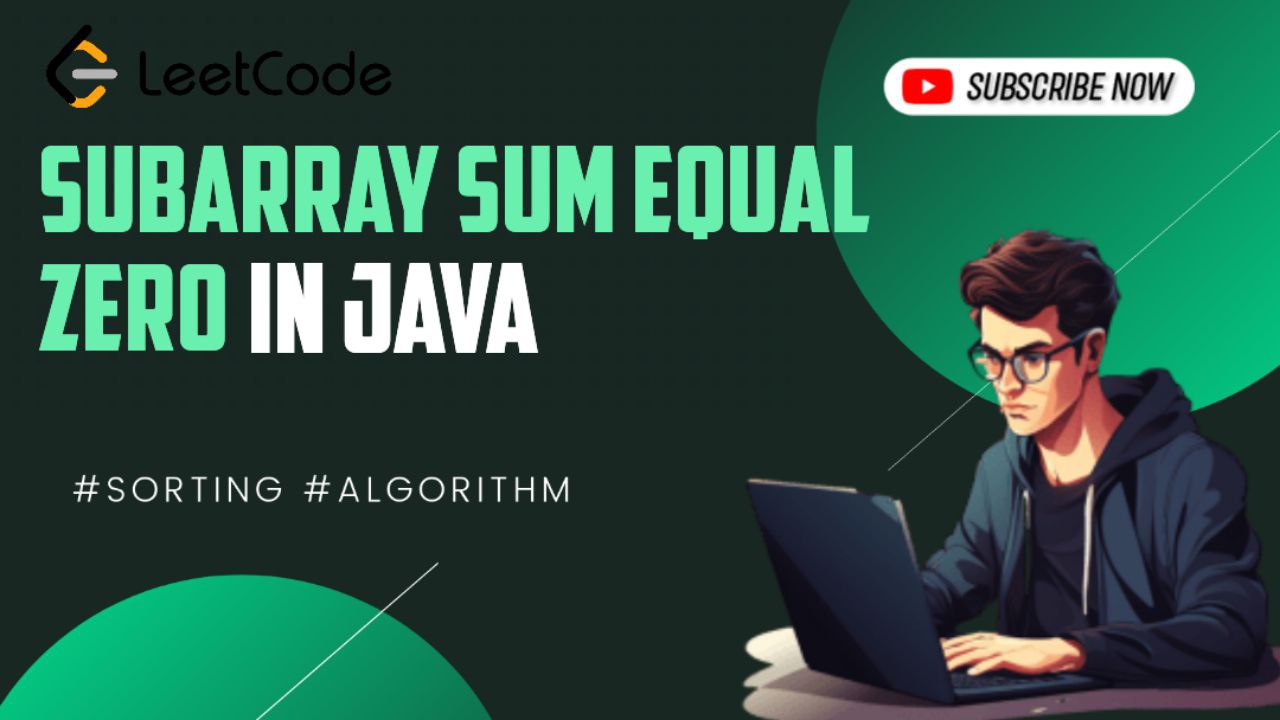 LeetCode
SUBSCRIBE NOW
SUBARRAY SUM EQUAL
ZERO IN JAVA
#SORTING #ALGORITHM